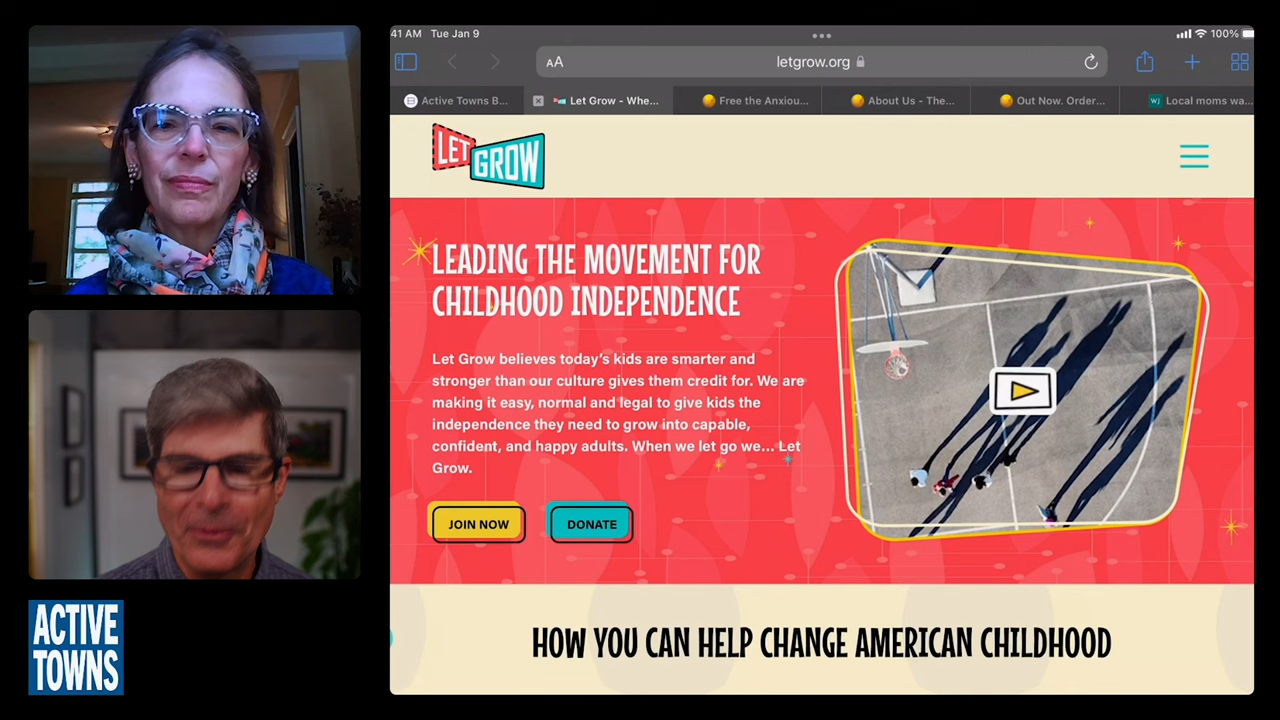 41 AM Tue Jan 9
100%
AA
letgrow.org
Active Towns B...
Let Grow - Whe...
Free the Anxiou...
About Us - The...
Out Now. Order...
WJ
Local moms wa...
LET
GROW
LEADING THE MOVEMENT FOR
CHILDHOOD INDEPENDENCE
Let Grow believes today's kids are smarter and
stronger than our culture gives them credit for. We are
making it easy, normal and legal to give kids the
independence they need to grow into capable,
confident, and happy adults. When we let go we... Let
Grow.
JOIN NOW
DONATE
HOW YOU CAN HELP CHANGE AMERICAN CHILDHOOD
ACTIVE
TOWNS